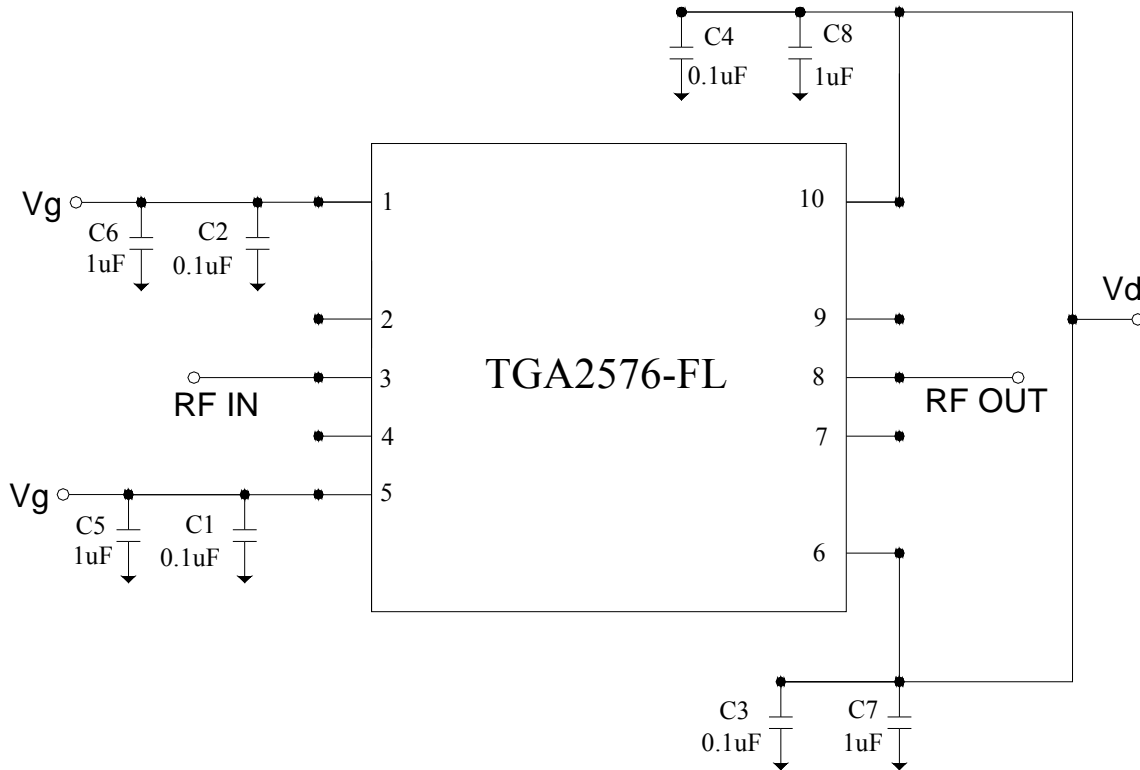 C4
0.1uF
C8
1uF
Vg
1
10
C6
1uF
C2
0.1uF
Vd
2
9
TGA2576-FL
RF IN
3
8
RF OUT
4
7
Vg
5
C5
1uF
C1
0.1uF
6
C3
0.1uF
C7
1uF